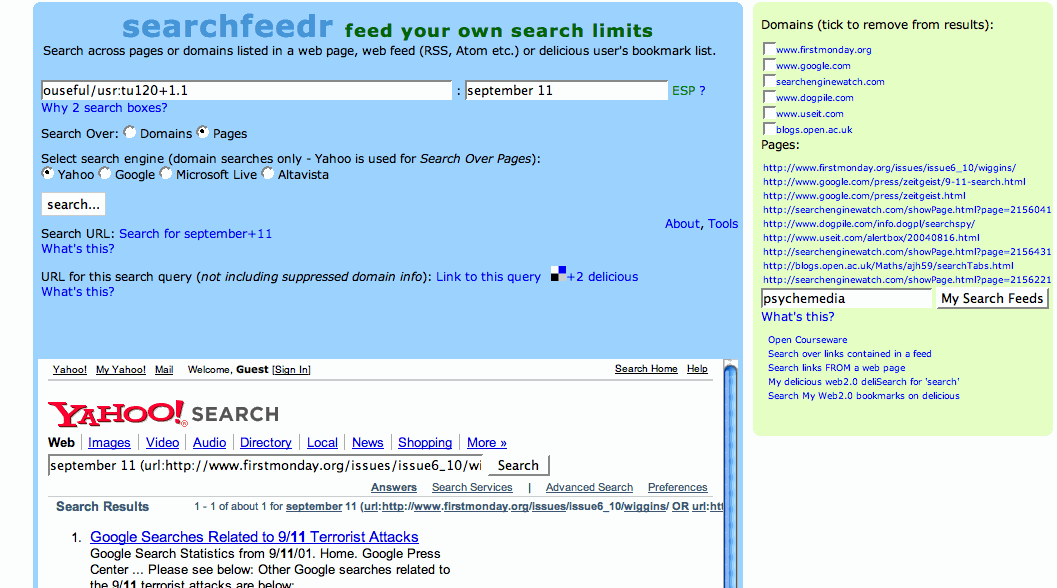 searchfeedr feed your own search limits
Search across pages or domains listed in a web page, web feed (RSS, Atom etc.) or delicious user's bookmark list.
ouseful/usr:tu120+1.1 : september 11 ESP ?
Why 2 search boxes?
Search Over: Domains Pages
Select search engine (domain searches only - Yahoo is used for Search Over Pages):
Yahoo Google Microsoft Live Altavista
search...
About, Tools
Search URL: Search for september+11
What's this?
URL for this search query (not including suppressed domain info): Link to this query +2 delicious
What's this?
Yahoo! My Yahoo! Mail Welcome, Guest [Sign In] Search Home Help
YAHOO! SEARCH
Web Images Video Audio Directory Local News Shopping More »
september 11 (url:http://www.firstmonday.org/issues/issue6_10/wi Search
Answers Search Services | Advanced Search Preferences
Search Results 1 - 1 of about 1 for september 11 (url:http://www.firstmonday.org/issues/issue6_10/wiggins/ OR url:htt
1. Google Searches Related to 9/11 Terrorist Attacks
Google Search Statistics from 9/11/01. Home. Google Press
Center ... Please see below: Other Google searches related to
the 9/11 terrorist attacks are below:
Domains (tick to remove from results):
www.firstmonday.org
www.google.com
searchenginewatch.com
www.dogpile.com
www.useit.com
blogs.open.ac.uk
Pages:
http://www.firstmonday.org/issues/issue6_10/wiggins/
http://www.google.com/press/zeitgeist/9-11-search.html
http://www.google.com/press/zeitgeist.html
http://searchenginewatch.com/showPage.html?page=2156041
http://www.dogpile.com/info.dogpl/searchspy/
http://www.useit.com/alertbox/20040816.html
http://searchenginewatch.com/showPage.html?page=2156431
http://blogs.open.ac.uk/Maths/ajh59/searchTabs.html
http://searchenginewatch.com/showPage.html?page=2156221
psychemedia My Search Feeds
What's this?
Open Courseware
Search over links contained in a feed
Search links FROM a web page
My delicious web2.0 deliSearch for 'search'
Search My Web2.0 bookmarks on delicious